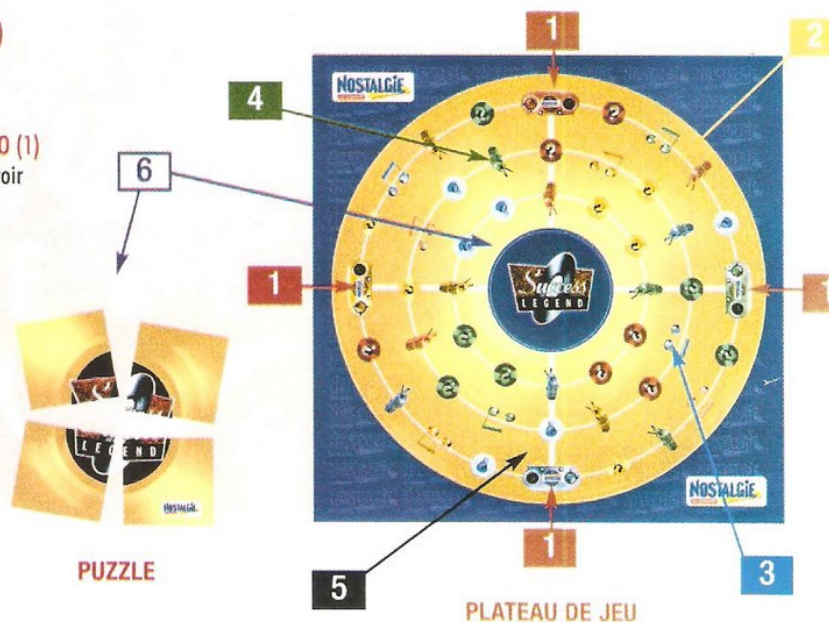 )
O (1)
oir
1
2
4
6
1
1
1
5
3
NOSTALGIE
Success
LEGEND
NOSTALGIE
LEGEND
NOSTALGIE
PUZZLE
PLATEAU DE JEU